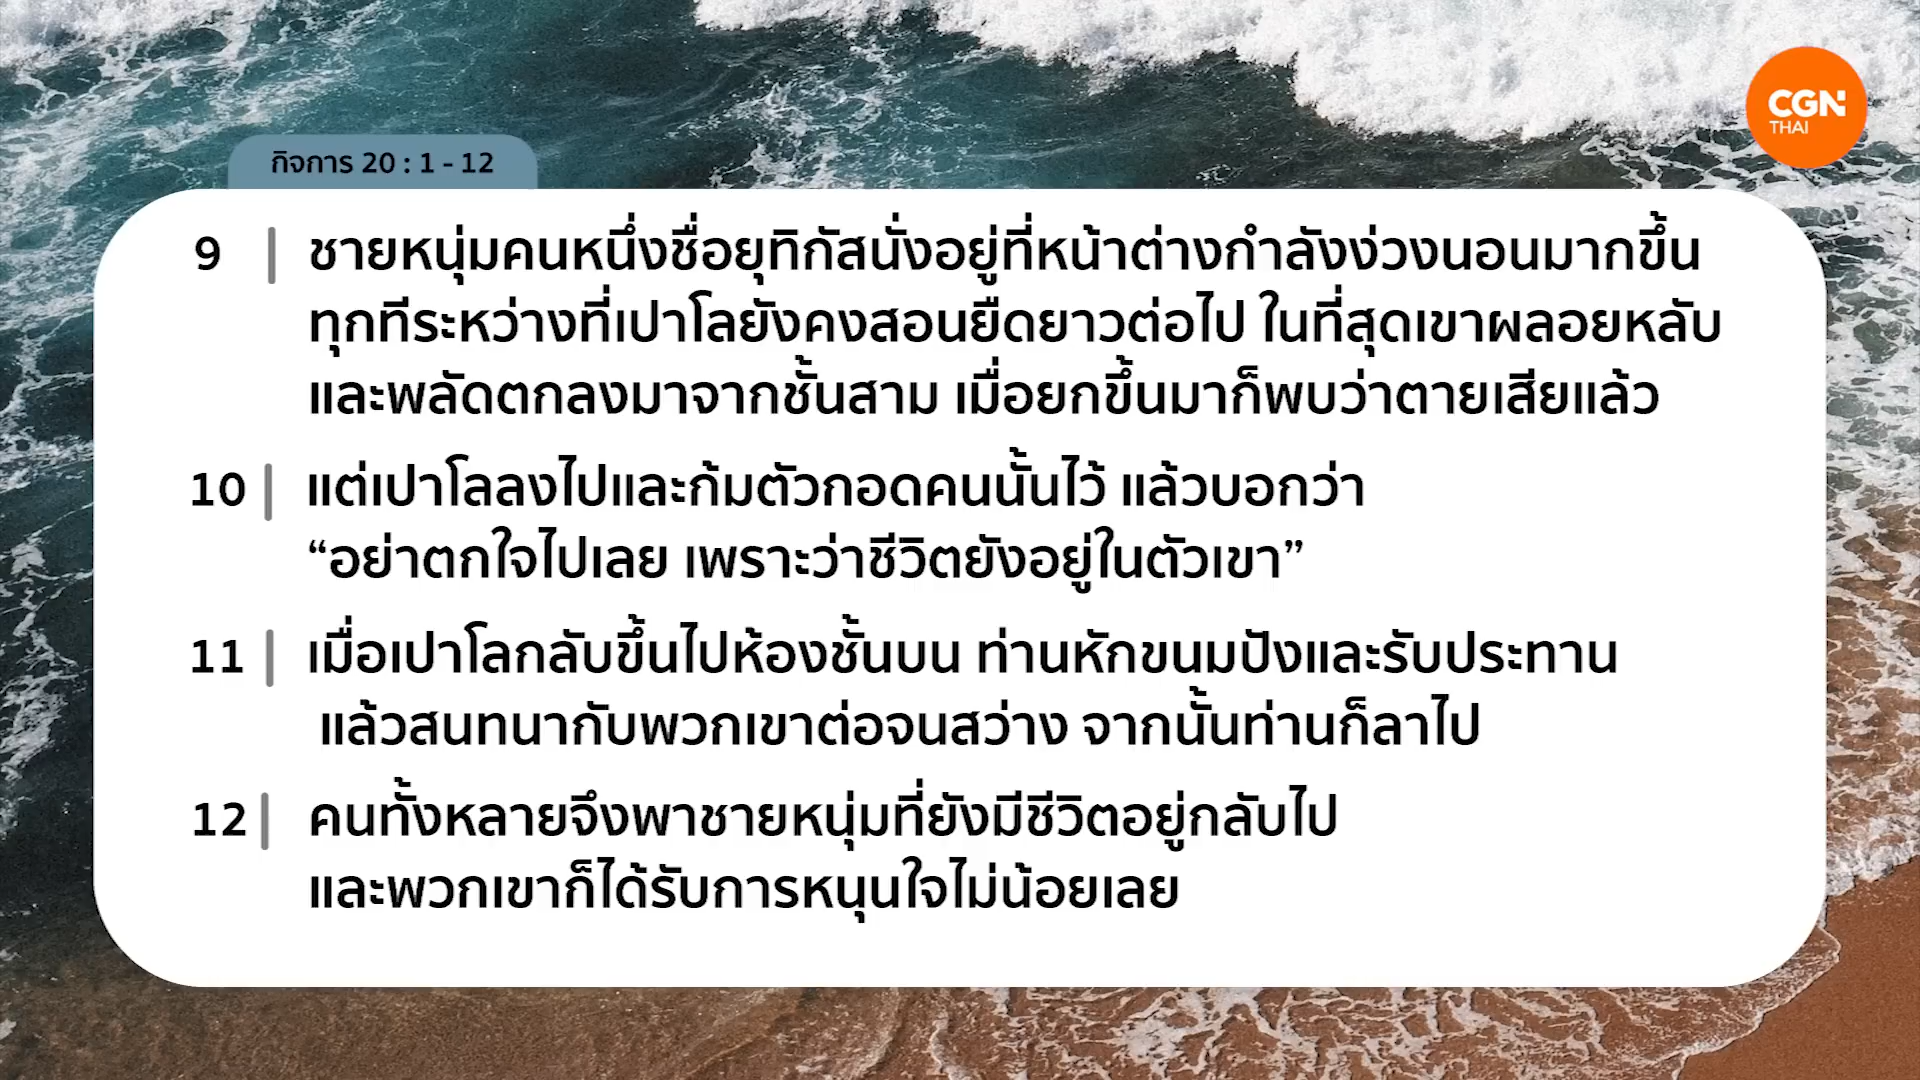 CGN
THAI
กิจการ 20 : 1 - 12
9 | ชายหนุ่มคนหนึ่งชื่อยุทิกัสนั่งอยู่ที่หน้าต่างกำลังง่วงนอนมากขึ้น
ทุกทีระหว่างที่เปาโลยังคงสอนยืดยาวต่อไป ในที่สุดเขาผลอยหลับ
และพลัดตกลงมาจากชั้นสาม เมื่อยกขึ้นมาก็พบว่าตายเสียแล้ว
10 | แต่เปาโลลงไปและก้มตัวกอดคนนั้นไว้ แล้วบอกว่า
“อย่าตกใจไปเลย เพราะว่าชีวิตยังอยู่ในตัวเขา”
11 | เมื่อเปาโลกลับขึ้นไปห้องชั้นบน ท่านหักขนมปังและรับประทาน
แล้วสนทนากับพวกเขาต่อจนสว่าง จากนั้นท่านก็ลาไป
12 | คนทั้งหลายจึงพาชายหนุ่มที่ยังมีชีวิตอยู่กลับไป
และพวกเขาก็ได้รับการหนุนใจไม่น้อยเลย